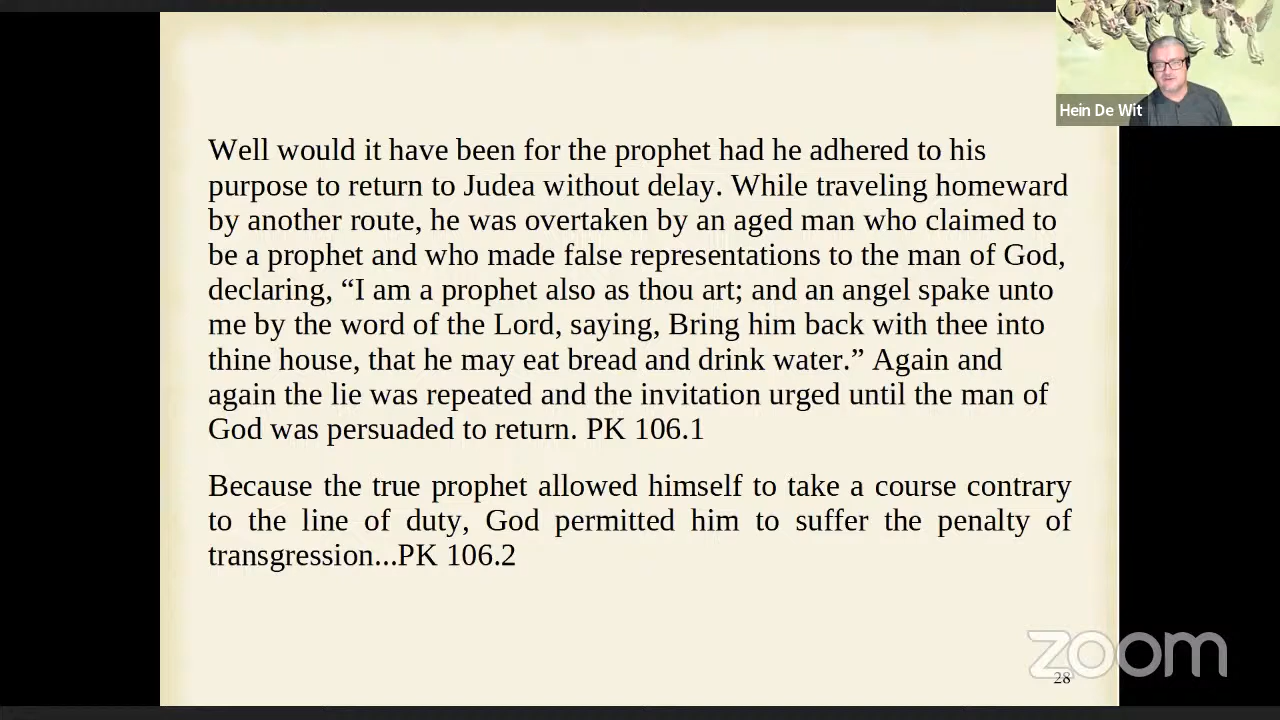 Hein De Wit
Well would it have been for the prophet had he adhered to his
purpose to return to Judea without delay. While traveling homeward
by another route, he was overtaken by an aged man who claimed to
be a prophet and who made false representations to the man of God,
declaring, “I am a prophet also as thou art; and an angel spake unto
me by the word of the Lord, saying, Bring him back with thee into
thine house, that he may eat bread and drink water.” Again and
again the lie was repeated and the invitation urged until the man of
God was persuaded to return. PK 106.1
Because the true prophet allowed himself to take a course contrary
to the line of duty, God permitted him to suffer the penalty of
transgression...PK 106.2
zoom
28